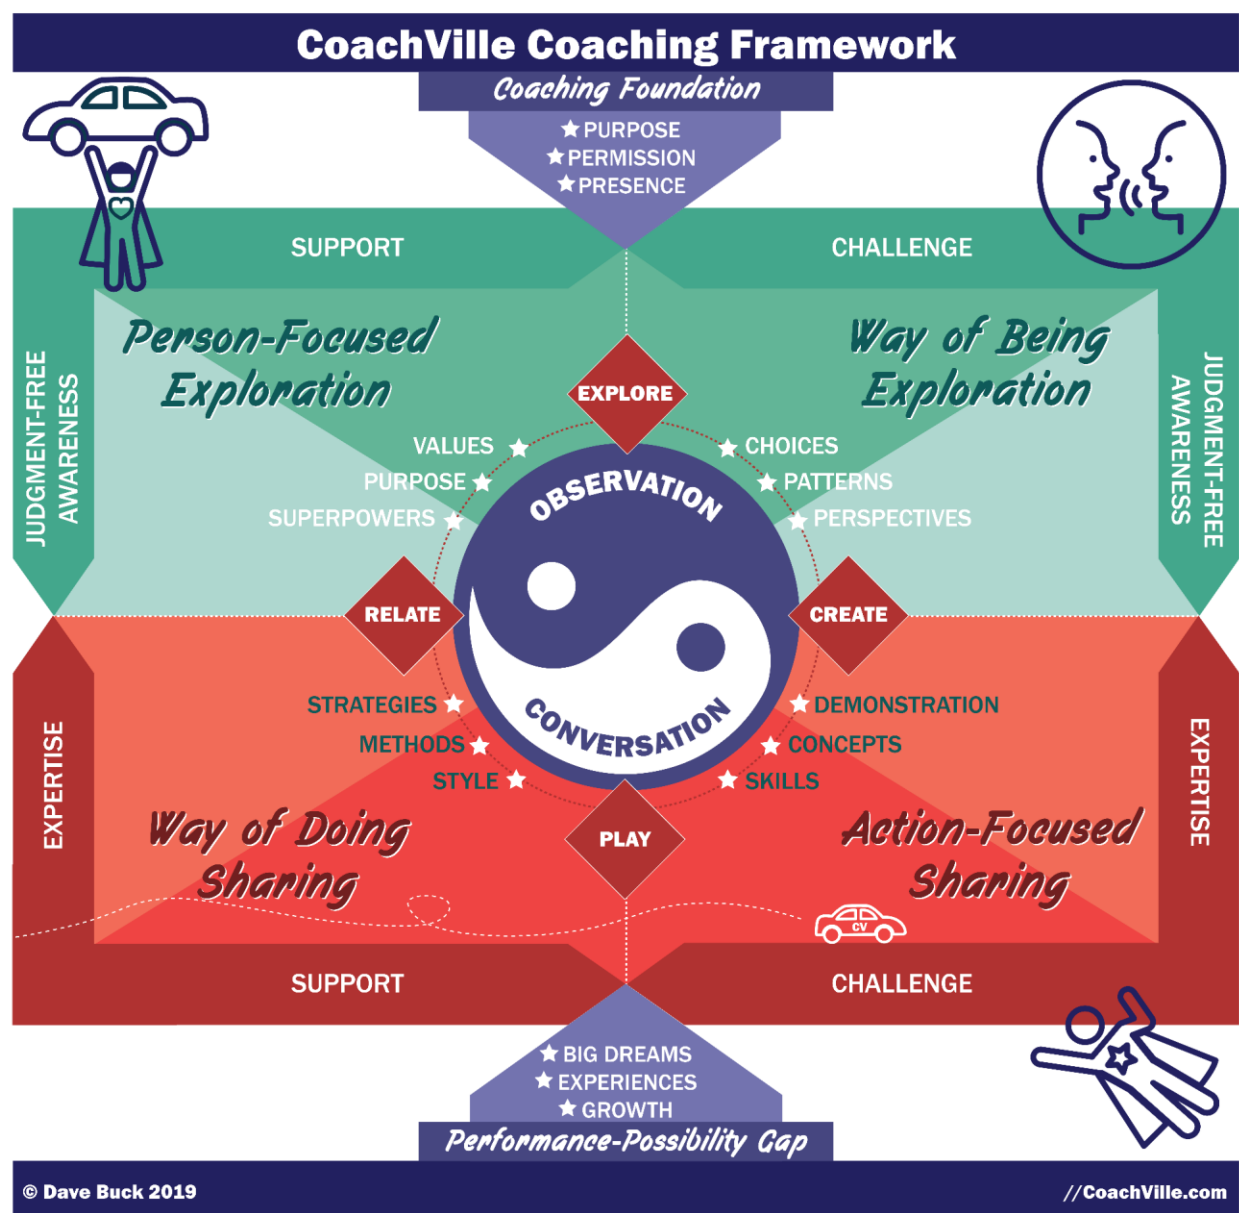 CoachVille Coaching Framework
Coaching Foundation
PURPOSE
PERMISSION
PRESENCE
SUPPORT
CHALLENGE
JUDGMENT-FREE
AWARENESS
Person-Focused
Exploration
Way of Being
Exploration
JUDGMENT-FREE
AWARENESS
EXPLORE
VALUES
PURPOSE
SUPERPOWERS
CHOICES
PATTERNS
PERSPECTIVES
OBSERVATION
RELATE
CREATE
CONVERSATION
STRATEGIES
METHODS
STYLE
DEMONSTRATION
CONCEPTS
SKILLS
EXPERTISE
EXPERTISE
PLAY
Way of Doing
Sharing
Action-Focused
Sharing
CV
SUPPORT
CHALLENGE
BIG DREAMS
EXPERIENCES
GROWTH
Performance-Possibility Gap
© Dave Buck 2019
//CoachVille.com